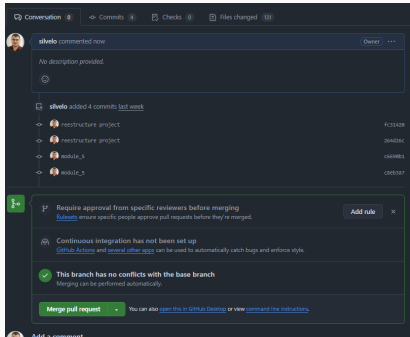 Conversation 0 Commits 4 Checks 0 Files changed 131
silvelo commented now Owner ...
No description provided.
silvelo added 4 commits last week
reestructure project fc31428
reestructure project
module_5
module_5
Require approval from specific reviewers before merging
Rulesets ensure specific people approve pull requests before they're merged.
Add rule
Continuous integration has not been set up
GitHub Actions and several other apps can be used to automatically catch bugs and enforce style.
This branch has no conflicts with the base branch
Merging can be performed automatically.
Merge pull request
You can also open this in GitHub Desktop or view command line instructions.
Add a comment